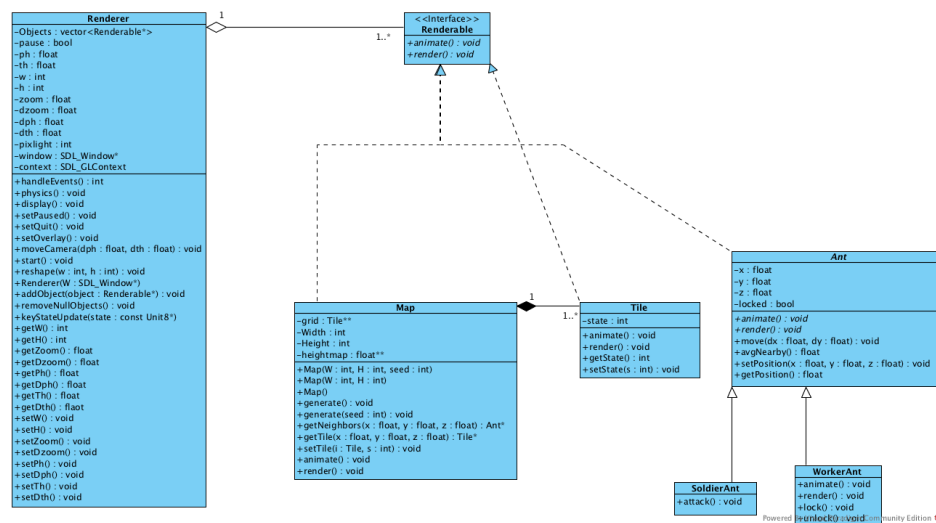 Renderer
-Objects : vector<Renderable*>
-pause : bool
-ph : float
-th : float
-w : int
-h : int
-zoom : float
-dzoom : float
-dph : float
-dth : float
-pixlight : int
-window : SDL_Window*
-context : SDL_GLContext
+handleEvents() : int
+physics() : void
+display() : void
+setPaused() : void
+setQuit() : void
+setOverlay() : void
+moveCamera(dph : float, dth : float) : void
+start() : void
+reshape(w : int, h : int) : void
+Renderer(W : SDL_Window*)
+addObject(object : Renderable*) : void
+removeNullObjects() : void
+keyStateUpdate(state : const Unit8*)
+getW() : int
+getH() : int
+getZoom() : float
+getDzoom() : float
+getPh() : float
+getDph() : float
+getTh() : float
+getDth() : flaot
+setW() : void
+setH() : void
+setZoom() : void
+setDzoom() : void
+setPh() : void
+setDph() : void
+setTh() : void
+setDth() : void
1
1..*
<<Interface>>
Renderable
+animate() : void
+render() : void
Map
-grid : Tile**
-Width : int
-Height : int
-heightmap : float**
+Map(W : int, H : int, seed : int)
+Map(W : int, H : int)
+Map()
+generate() : void
+generate(seed : int) : void
+getNeighbors(x : float, y : float, z : float) : Ant*
+getTile(x : float, y : float, z : float) : Tile*
+setTile(i : Tile, s : int) : void
+animate() : void
+render() : void
1
1..*
Tile
-state : int
+animate() : void
+render() : void
+getState() : int
+setState(s : int) : void
Ant
-x : float
-y : float
-z : float
-locked : bool
+animate() : void
+render() : void
+move(dx : float, dy : float) : void
+avgNearby() : float
+setPosition(x : float, y : float, z : float) : void
+getPosition() : float
SoldierAnt
+attack() : void
WorkerAnt
+animate() : void
+render() : void
+lock() : void
+unlock() : void
Powered Community Edition